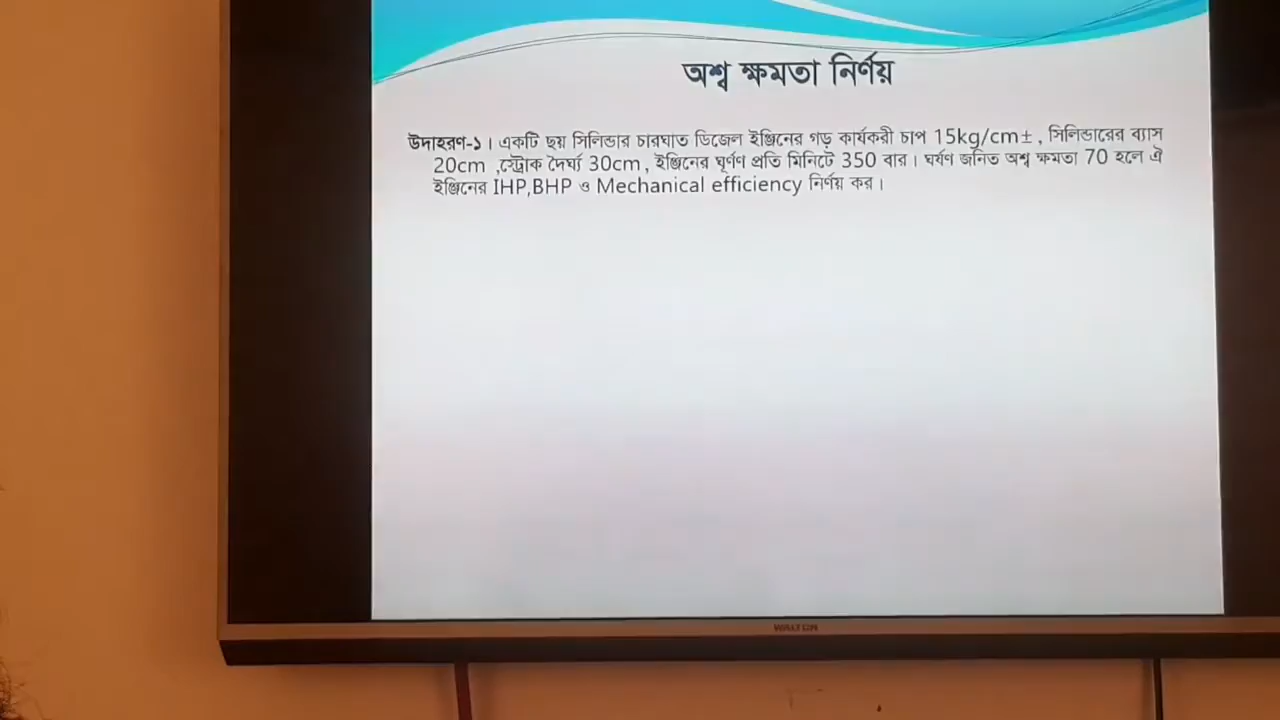 অশ্ব ক্ষমতা নির্ণয়
উদাহরণ-১। একটি ছয় সিলিন্ডার চারঘাত ডিজেল ইঞ্জিনের গড় কার্যকরী চাপ 15kg/cm± , সিলিন্ডারের ব্যাস
20cm ,স্ট্রোক দৈর্ঘ্য 30cm , ইঞ্জিনের ঘূর্ণণ প্রতি মিনিটে 350 বার। ঘর্ষণ জনিত অশ্ব ক্ষমতা 70 হলে ঐ
ইঞ্জিনের IHP,BHP ও Mechanical efficiency নির্ণয় কর।
WALTON